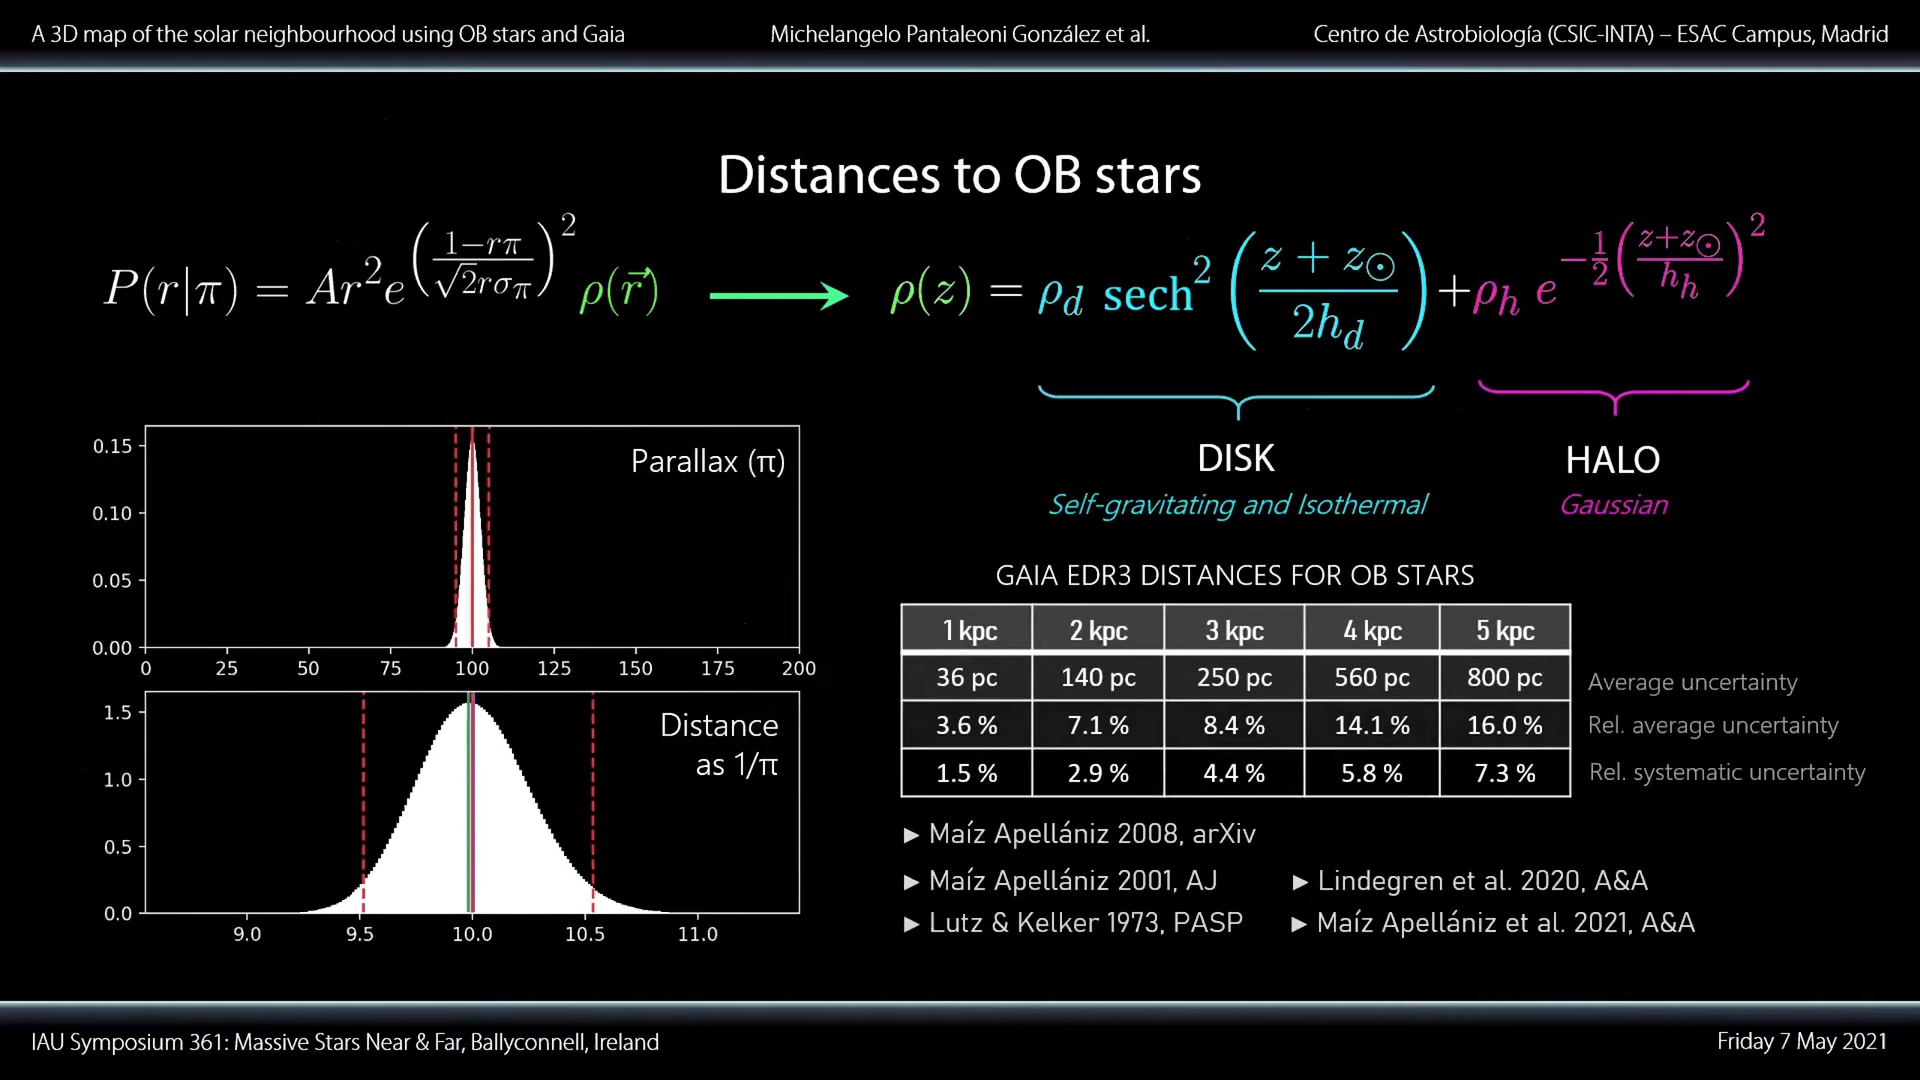 A 3D map of the solar neighbourhood using OB stars and Gaia
Michelangelo Pantaleoni González et al.
Centro de Astrobiología (CSIC-INTA) – ESAC Campus, Madrid
Distances to OB stars
P(r|π) = Ar²e^((1−rπ)/(√2rσ_π))² ρ(r⃗) → ρ(z) = ρ_d sech²((z + z_⊙)/(2h_d)) + ρ_h e^(−1/2((z+z_⊙)/h_h)²)
DISK
HALO
Self-gravitating and Isothermal
Gaussian
Parallax (π)
0.15
0.10
0.05
0.00
0 25 50 75 100 125 150 175 200
Distance
as 1/π
1.5
1.0
0.5
0.0
9.0 9.5 10.0 10.5 11.0
GAIA EDR3 DISTANCES FOR OB STARS
1 kpc 2 kpc 3 kpc 4 kpc 5 kpc
36 pc 140 pc 250 pc 560 pc 800 pc Average uncertainty
3.6 % 7.1 % 8.4 % 14.1 % 16.0 % Rel. average uncertainty
1.5 % 2.9 % 4.4 % 5.8 % 7.3 % Rel. systematic uncertainty
► Maíz Apellániz 2008, arXiv
► Maíz Apellániz 2001, AJ ► Lindegren et al. 2020, A&A
► Lutz & Kelker 1973, PASP ► Maíz Apellániz et al. 2021, A&A
IAU Symposium 361: Massive Stars Near & Far, Ballyconnell, Ireland
Friday 7 May 2021